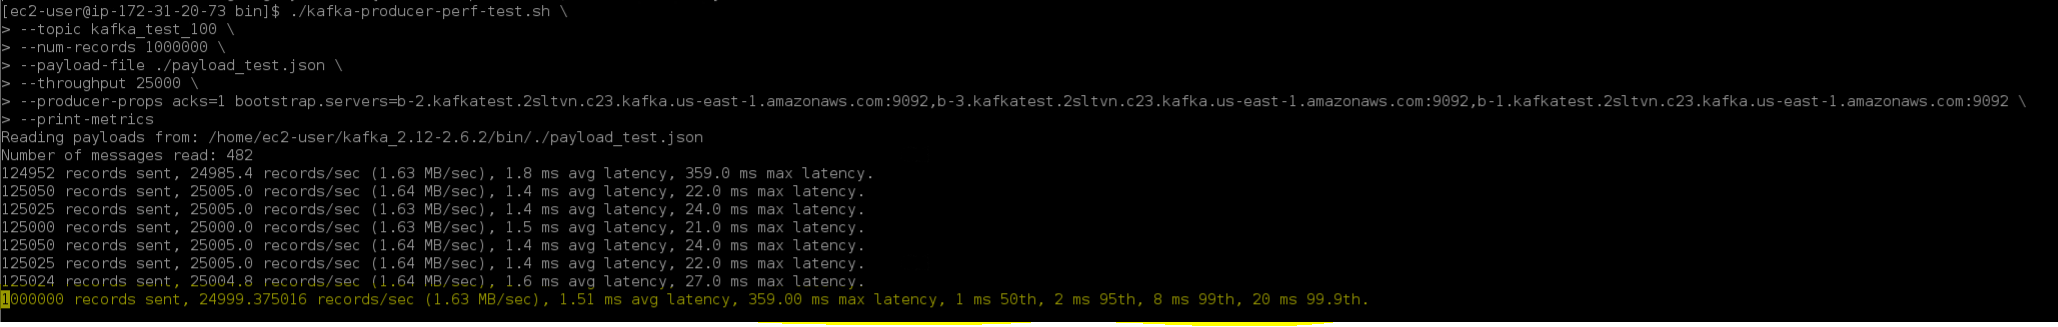 [ec2-user@ip-172-31-20-73 bin]$ ./kafka-producer-perf-test.sh \
> --topic kafka_test_100 \
> --num-records 1000000 \
> --payload-file ./payload_test.json \
> --throughput 25000 \
> --producer-props acks=1 bootstrap.servers=b-2.kafkatest.2sltvn.c23.kafka.us-east-1.amazonaws.com:9092,b-3.kafkatest.2sltvn.c23.kafka.us-east-1.amazonaws.com:9092,b-1.kafkatest.2sltvn.c23.kafka.us-east-1.amazonaws.com:9092 \
> --print-metrics
Reading payloads from: /home/ec2-user/kafka_2.12-2.6.2/bin/./payload_test.json
Number of messages read: 482
124952 records sent, 24985.4 records/sec (1.63 MB/sec), 1.8 ms avg latency, 359.0 ms max latency.
125050 records sent, 25005.0 records/sec (1.64 MB/sec), 1.4 ms avg latency, 22.0 ms max latency.
125025 records sent, 25005.0 records/sec (1.63 MB/sec), 1.4 ms avg latency, 24.0 ms max latency.
125000 records sent, 25000.0 records/sec (1.63 MB/sec), 1.5 ms avg latency, 21.0 ms max latency.
125050 records sent, 25005.0 records/sec (1.64 MB/sec), 1.4 ms avg latency, 24.0 ms max latency.
125025 records sent, 25005.0 records/sec (1.64 MB/sec), 1.4 ms avg latency, 22.0 ms max latency.
125024 records sent, 25004.8 records/sec (1.64 MB/sec), 1.6 ms avg latency, 27.0 ms max latency.
1000000 records sent, 24999.375016 records/sec (1.63 MB/sec), 1.51 ms avg latency, 359.00 ms max latency, 1 ms 50th, 2 ms 95th, 8 ms 99th, 20 ms 99.9th.